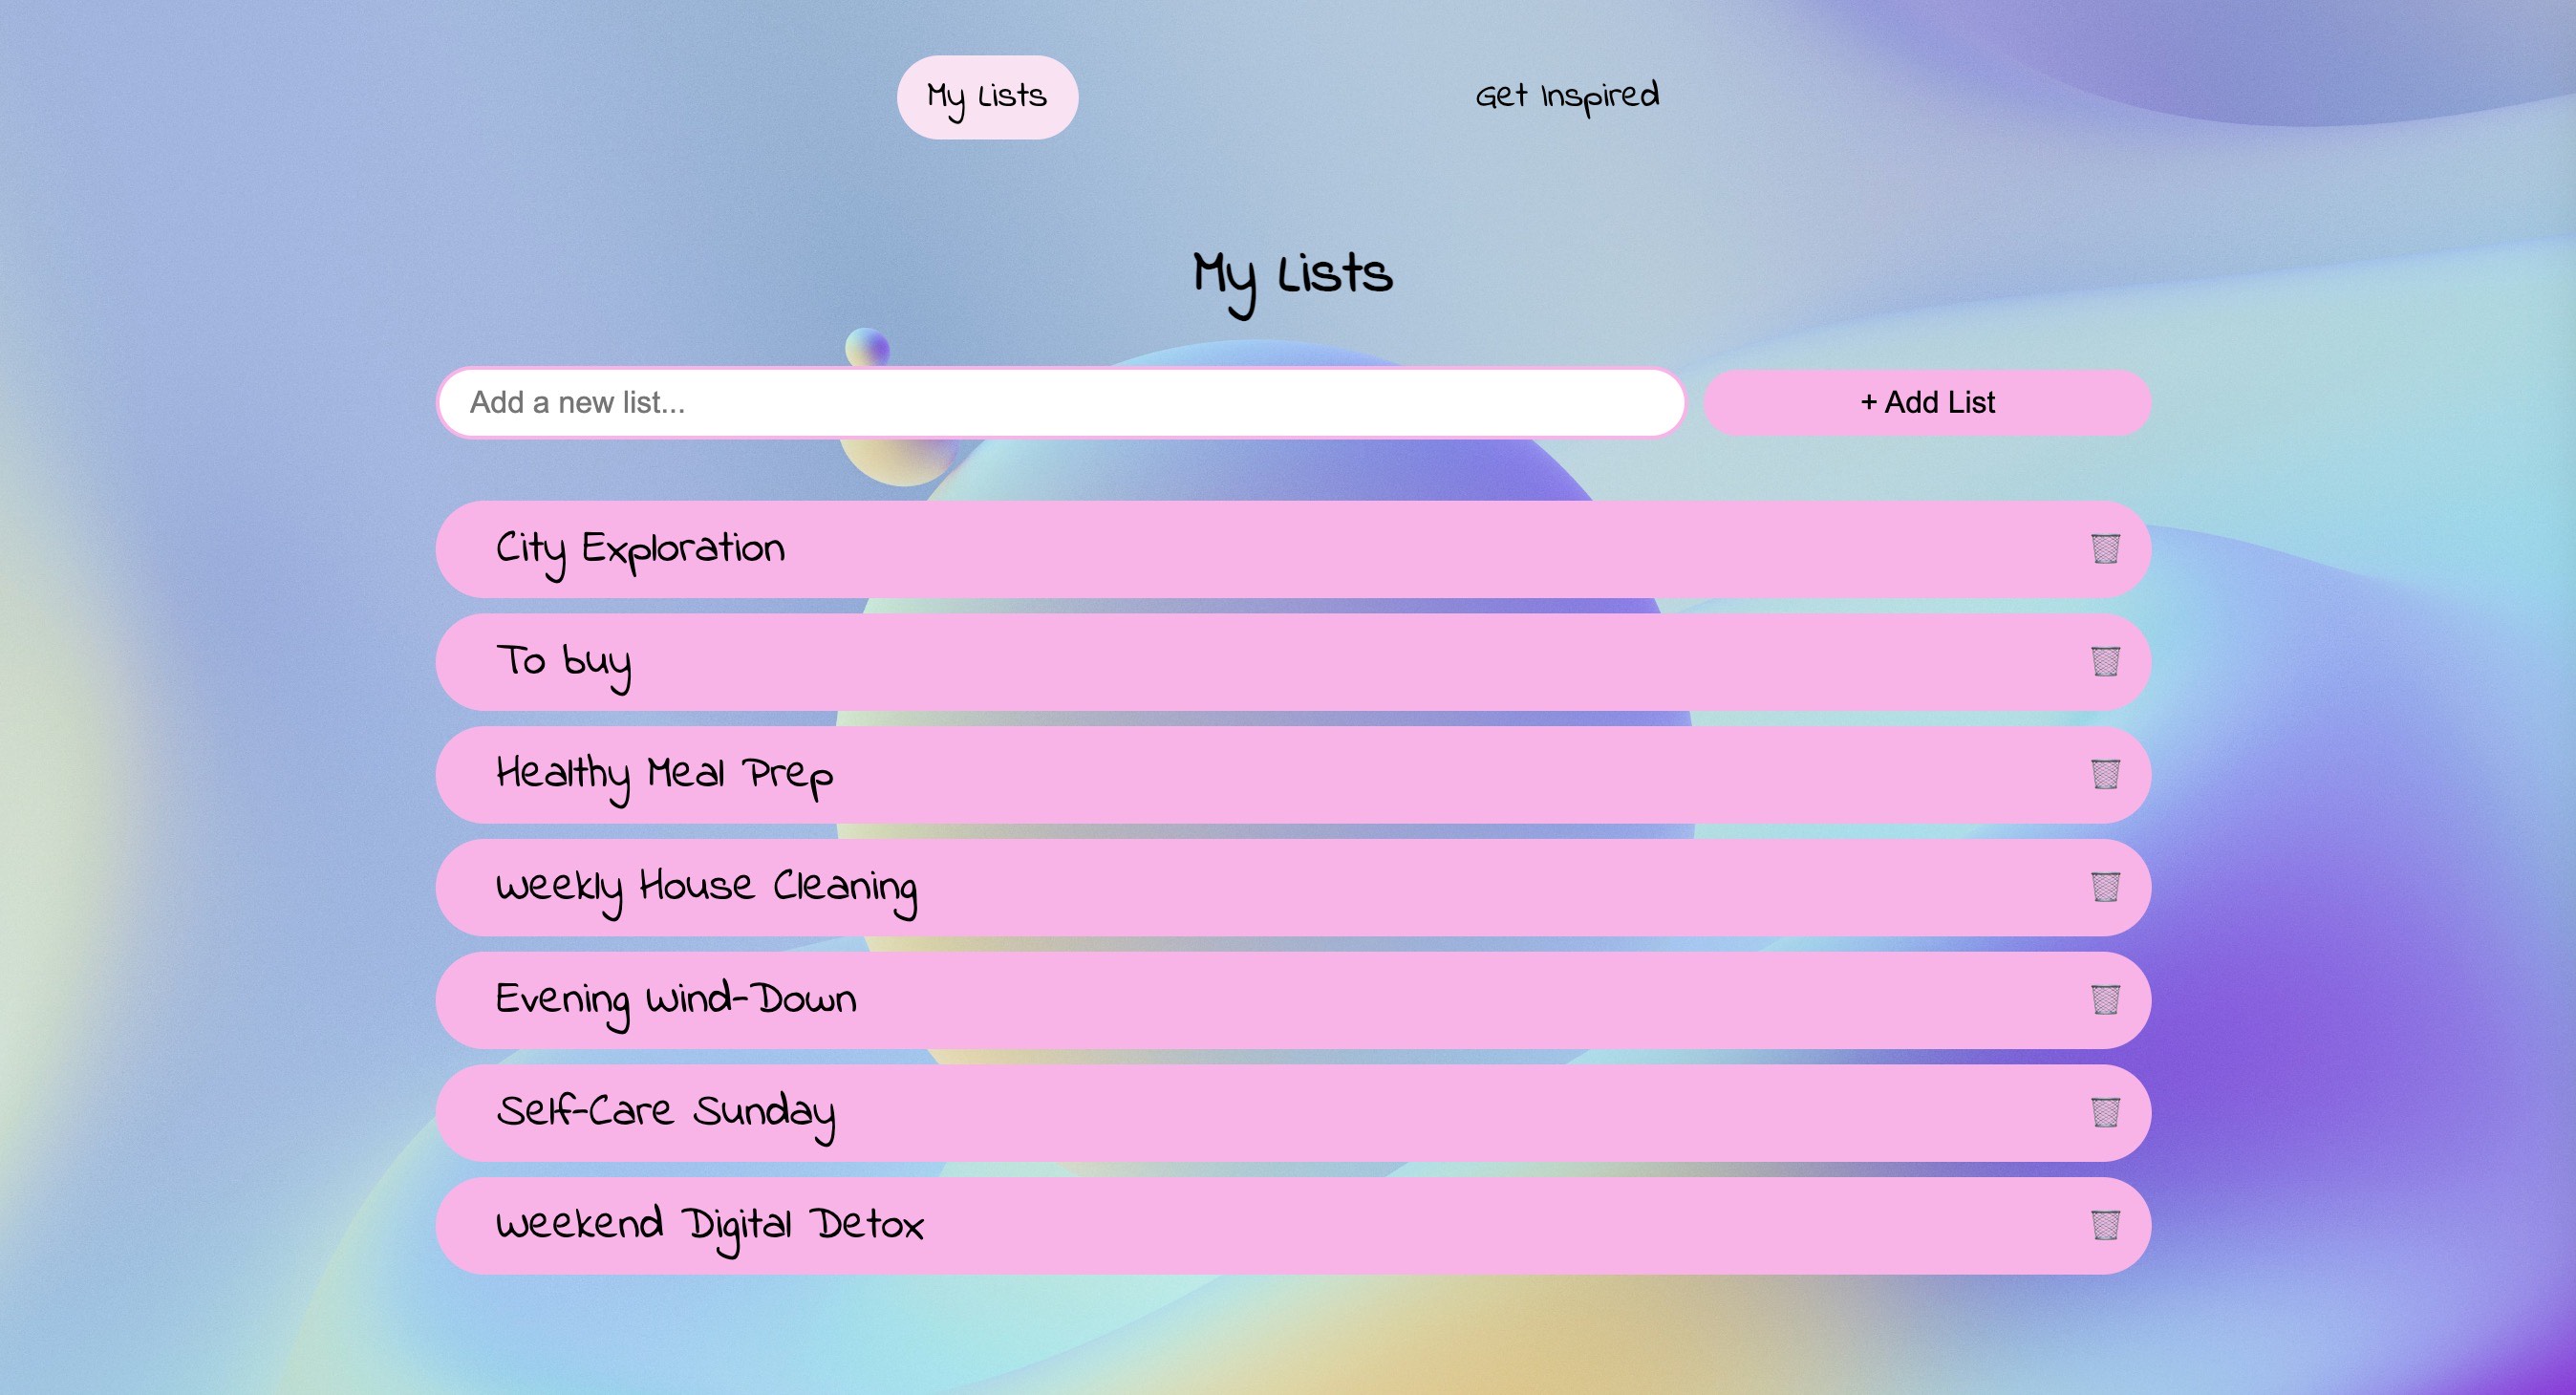 My Lists
Get Inspired
My Lists
Add a new list...
+ Add List
City Exploration
To buy
Healthy Meal Prep
Weekly House Cleaning
Evening Wind-Down
Self-Care Sunday
Weekend Digital Detox